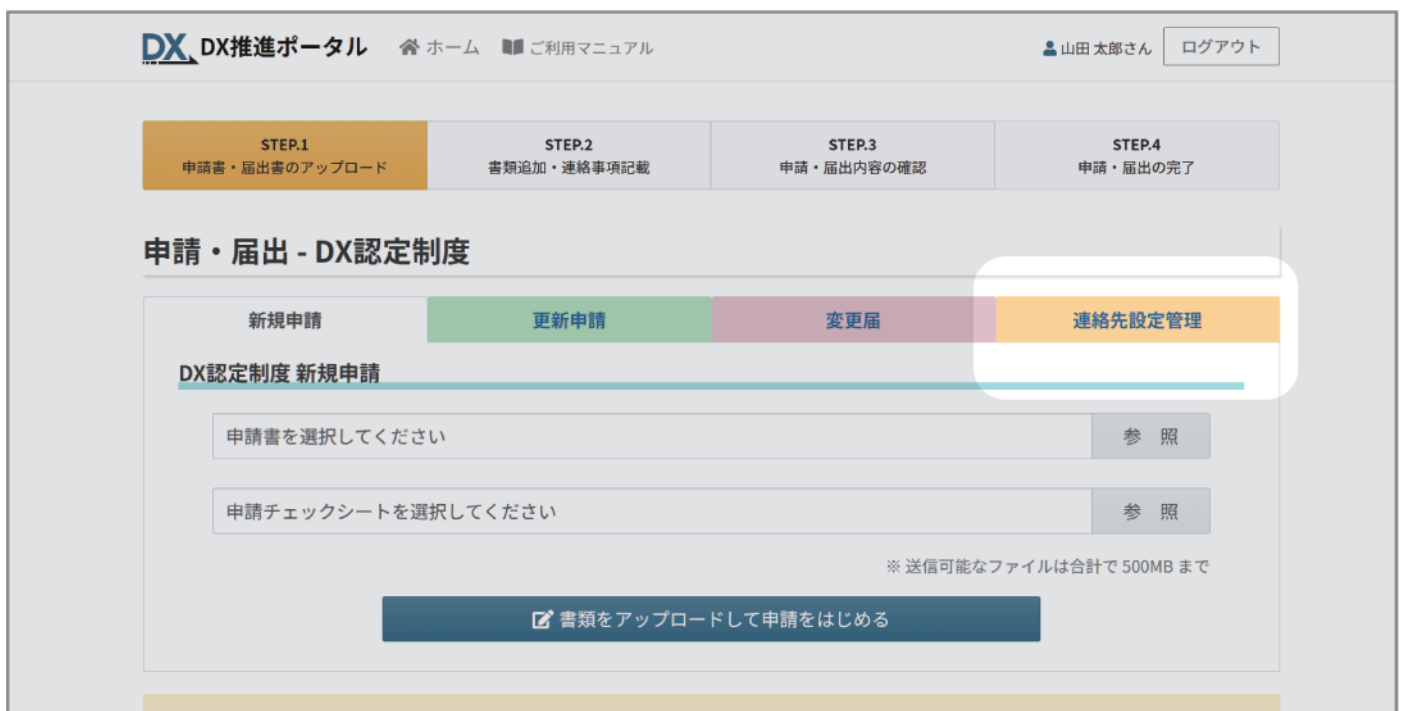 DX DX推進ポータル ホーム ご利用マニュアル 山田 太郎さん ログアウト
STEP.1
申請書・届出書のアップロード
STEP.2
書類追加・連絡事項記載
STEP.3
申請・届出内容の確認
STEP.4
申請・届出の完了
申請・届出 - DX認定制度
新規申請 更新申請 変更届 連絡先設定管理
DX認定制度 新規申請
申請書を選択してください 参 照
申請チェックシートを選択してください 参 照
※ 送信可能なファイルは合計で 500MB まで
書類をアップロードして申請をはじめる